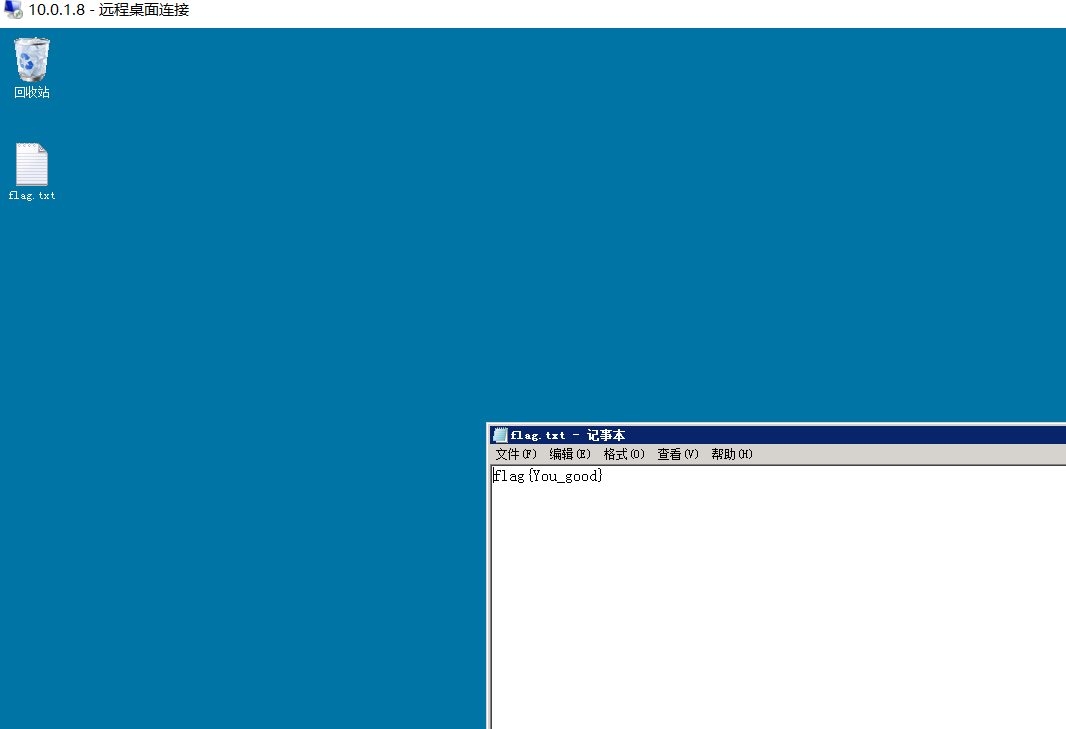 10.0.1.8 - 远程桌面连接
回收站
flag.txt
flag.txt - 记事本
文件(F) 编辑(E) 格式(O) 查看(V) 帮助(H)
flag{You_good}